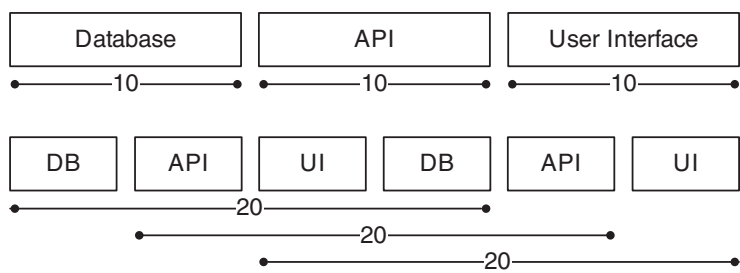 Database API User Interface
10 10 10
DB API UI DB API UI
20
20
20